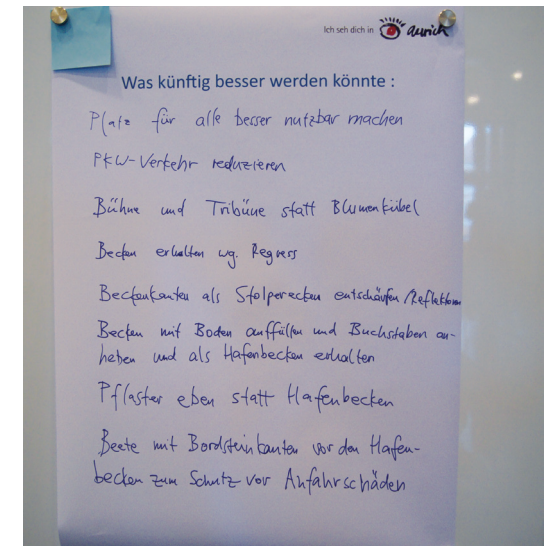 Ich seh dich in aurich
Was künftig besser werden könnte :
Platz für alle besser nutzbar machen
PKW-Verkehr reduzieren
Bühne und Tribüne statt Blumenkübel
Becken erhalten wg. Regress
Beckenkanten als Stolperecken entschärfen/Reflektoren
Becken mit Boden auffüllen und Buchstaben an-
heben und als Hafenbecken erhalten
Pflaster eben statt Hafenbecken
Beete mit Bordsteinkanten vor den Hafen-
becken zum Schutz vor Anfahrschäden